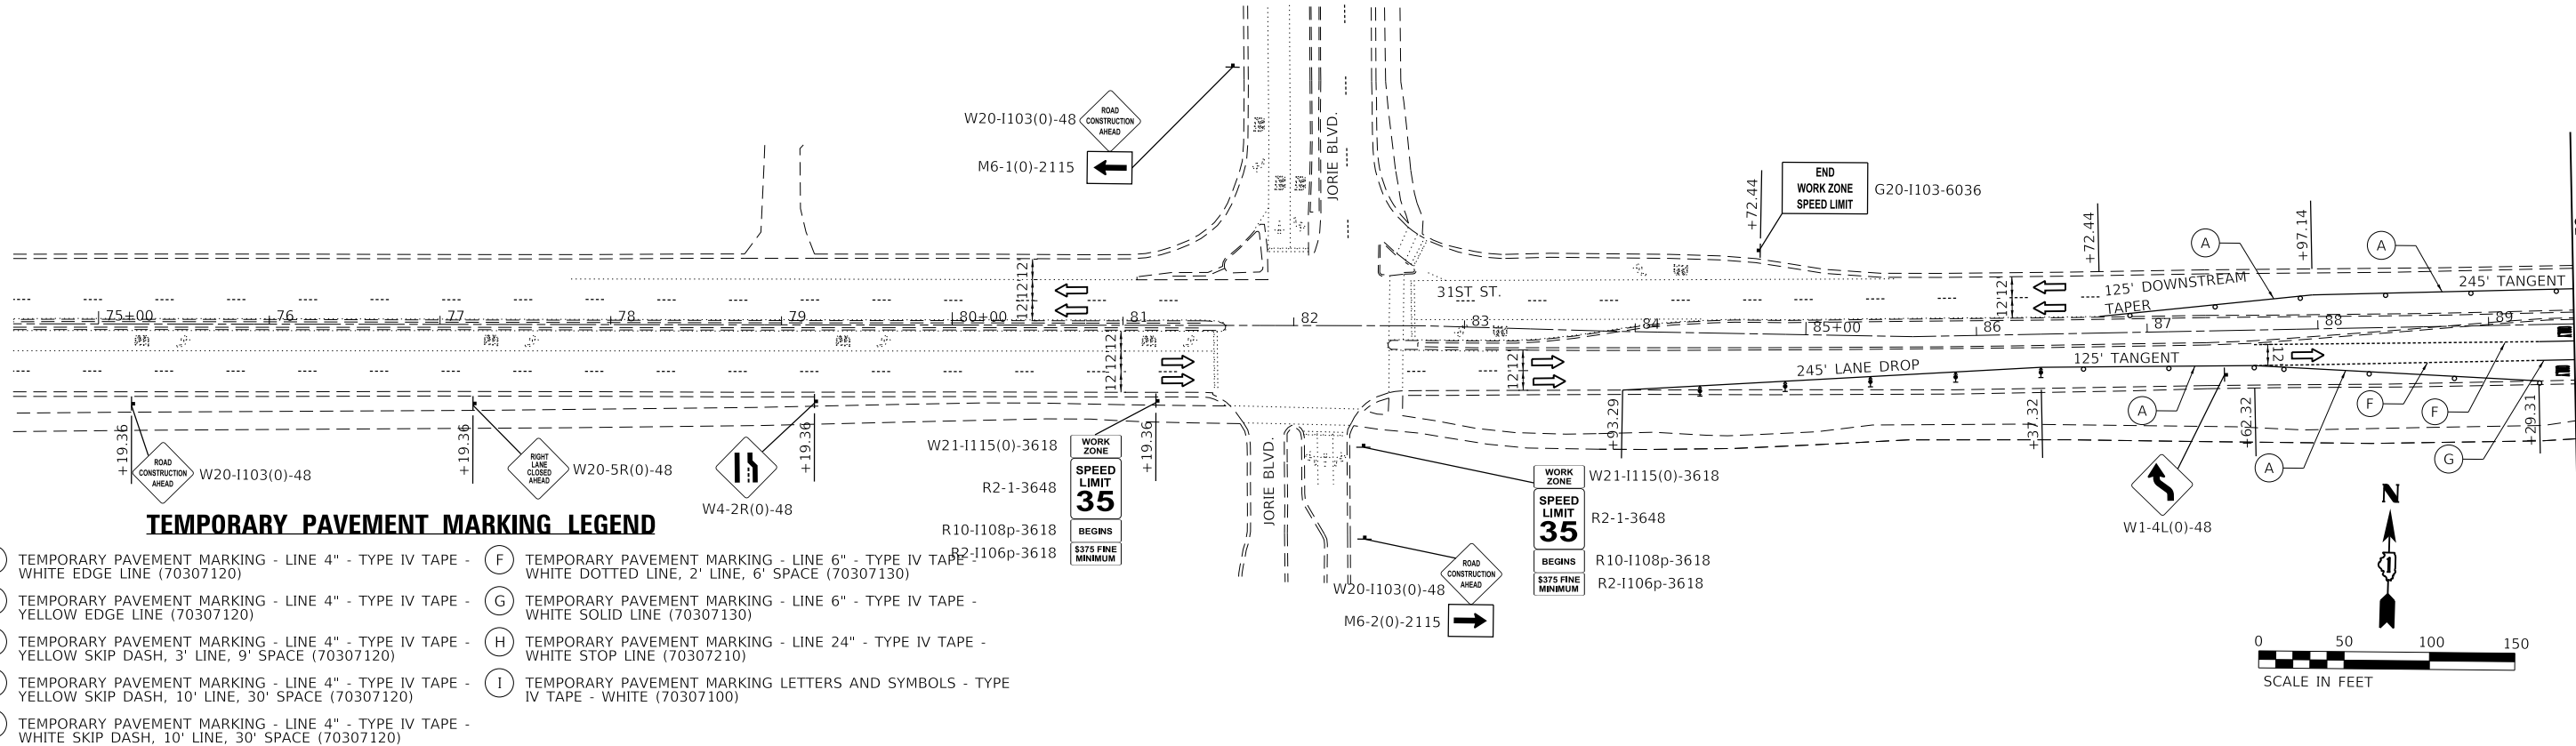 W20-I103(0)-48
ROAD
CONSTRUCTION
AHEAD
M6-1(0)-2115
JORIE BLVD.
END
WORK ZONE
SPEED LIMIT
G20-I103-6036
+72.44
+72.44
+97.14
A
A
12'12'12'
31ST ST.
12'12'
125' DOWNSTREAM
TAPER
245' TANGENT
75+00
76
77
78
79
80+00
81
82
83
84
85+00
86
87
88
89
12'12'12'
12'12'
245' LANE DROP
125' TANGENT
12'
+19.36
+19.36
+19.36
+19.36
+93.29
+37.32
+62.32
+29.31
A
A
F
F
G
ROAD
CONSTRUCTION
AHEAD
W20-I103(0)-48
RIGHT
LANE
CLOSED
AHEAD
W20-5R(0)-48
W4-2R(0)-48
W21-I115(0)-3618
WORK
ZONE
R2-1-3648
SPEED
LIMIT
35
R10-I108p-3618
BEGINS
R2-I106p-3618
$375 FINE
MINIMUM
JORIE BLVD.
WORK
ZONE
W21-I115(0)-3618
SPEED
LIMIT
35
R2-1-3648
BEGINS
R10-I108p-3618
$375 FINE
MINIMUM
R2-I106p-3618
W20-I103(0)-48
ROAD
CONSTRUCTION
AHEAD
M6-2(0)-2115
W1-4L(0)-48
N
0 50 100 150
SCALE IN FEET
TEMPORARY PAVEMENT MARKING LEGEND
TEMPORARY PAVEMENT MARKING - LINE 4" - TYPE IV TAPE -
WHITE EDGE LINE (70307120)
TEMPORARY PAVEMENT MARKING - LINE 4" - TYPE IV TAPE -
YELLOW EDGE LINE (70307120)
TEMPORARY PAVEMENT MARKING - LINE 4" - TYPE IV TAPE -
YELLOW SKIP DASH, 3' LINE, 9' SPACE (70307120)
TEMPORARY PAVEMENT MARKING - LINE 4" - TYPE IV TAPE -
YELLOW SKIP DASH, 10' LINE, 30' SPACE (70307120)
TEMPORARY PAVEMENT MARKING - LINE 4" - TYPE IV TAPE -
WHITE SKIP DASH, 10' LINE, 30' SPACE (70307120)
F TEMPORARY PAVEMENT MARKING - LINE 6" - TYPE IV TAPE -
WHITE DOTTED LINE, 2' LINE, 6' SPACE (70307130)
G TEMPORARY PAVEMENT MARKING - LINE 6" - TYPE IV TAPE -
WHITE SOLID LINE (70307130)
H TEMPORARY PAVEMENT MARKING - LINE 24" - TYPE IV TAPE -
WHITE STOP LINE (70307210)
I TEMPORARY PAVEMENT MARKING LETTERS AND SYMBOLS - TYPE
IV TAPE - WHITE (70307100)